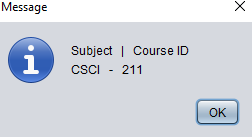 Message
Subject | Course ID
CSCI - 211
OK